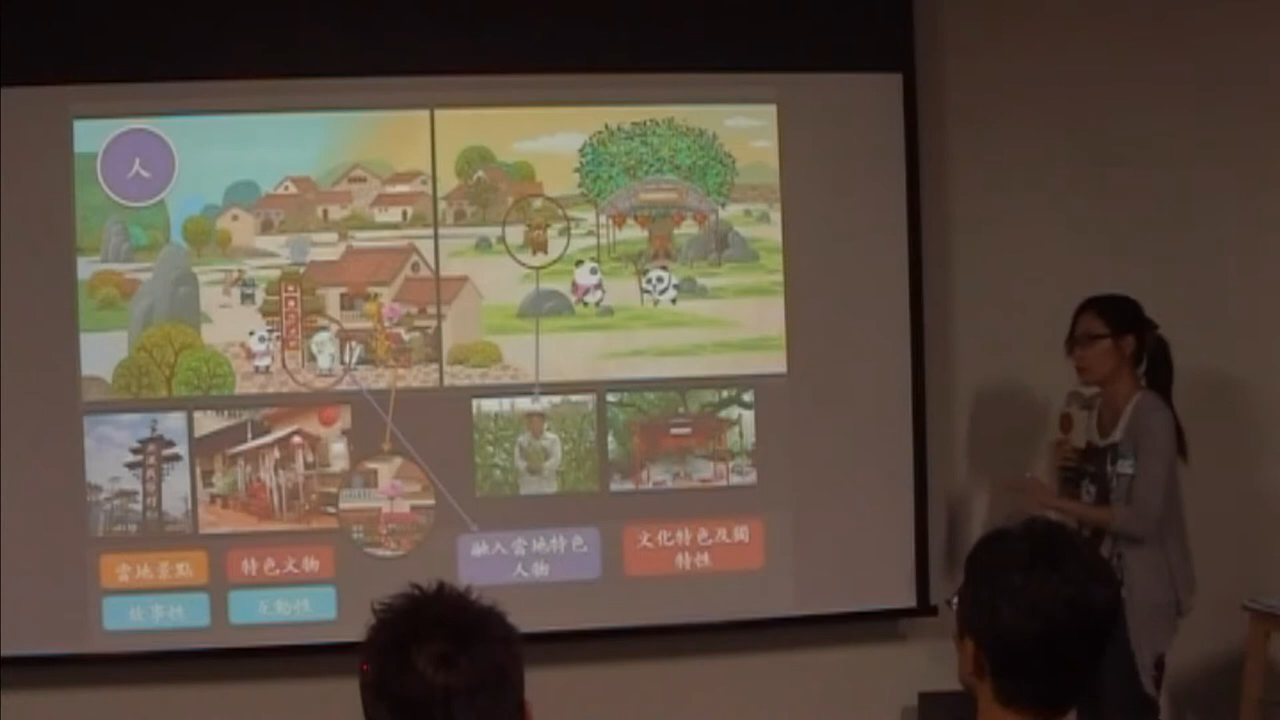 人
當地景點
特色文物
故事性
互動性
融入當地特色
人物
文化特色及獨
特性